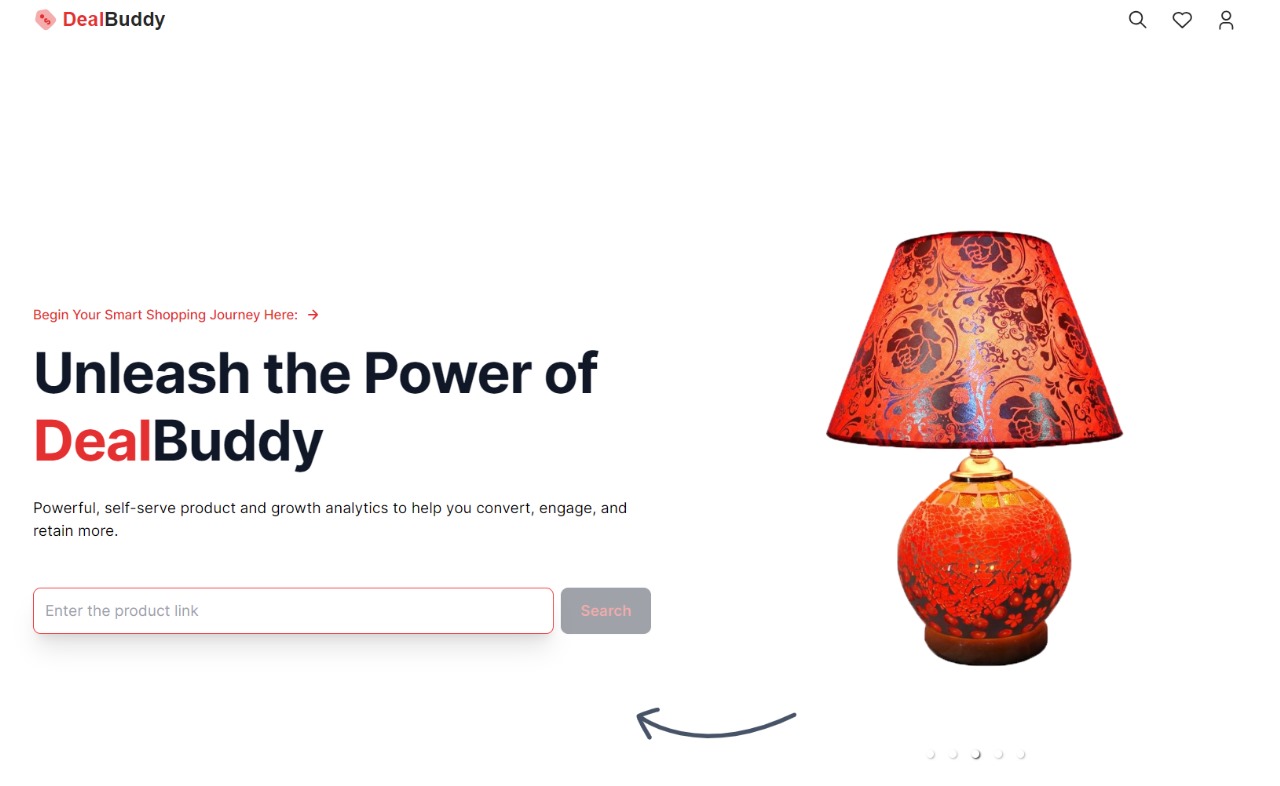 DealBuddy
Begin Your Smart Shopping Journey Here:
Unleash the Power of
DealBuddy
Powerful, self-serve product and growth analytics to help you convert, engage, and
retain more.
Enter the product link
Search